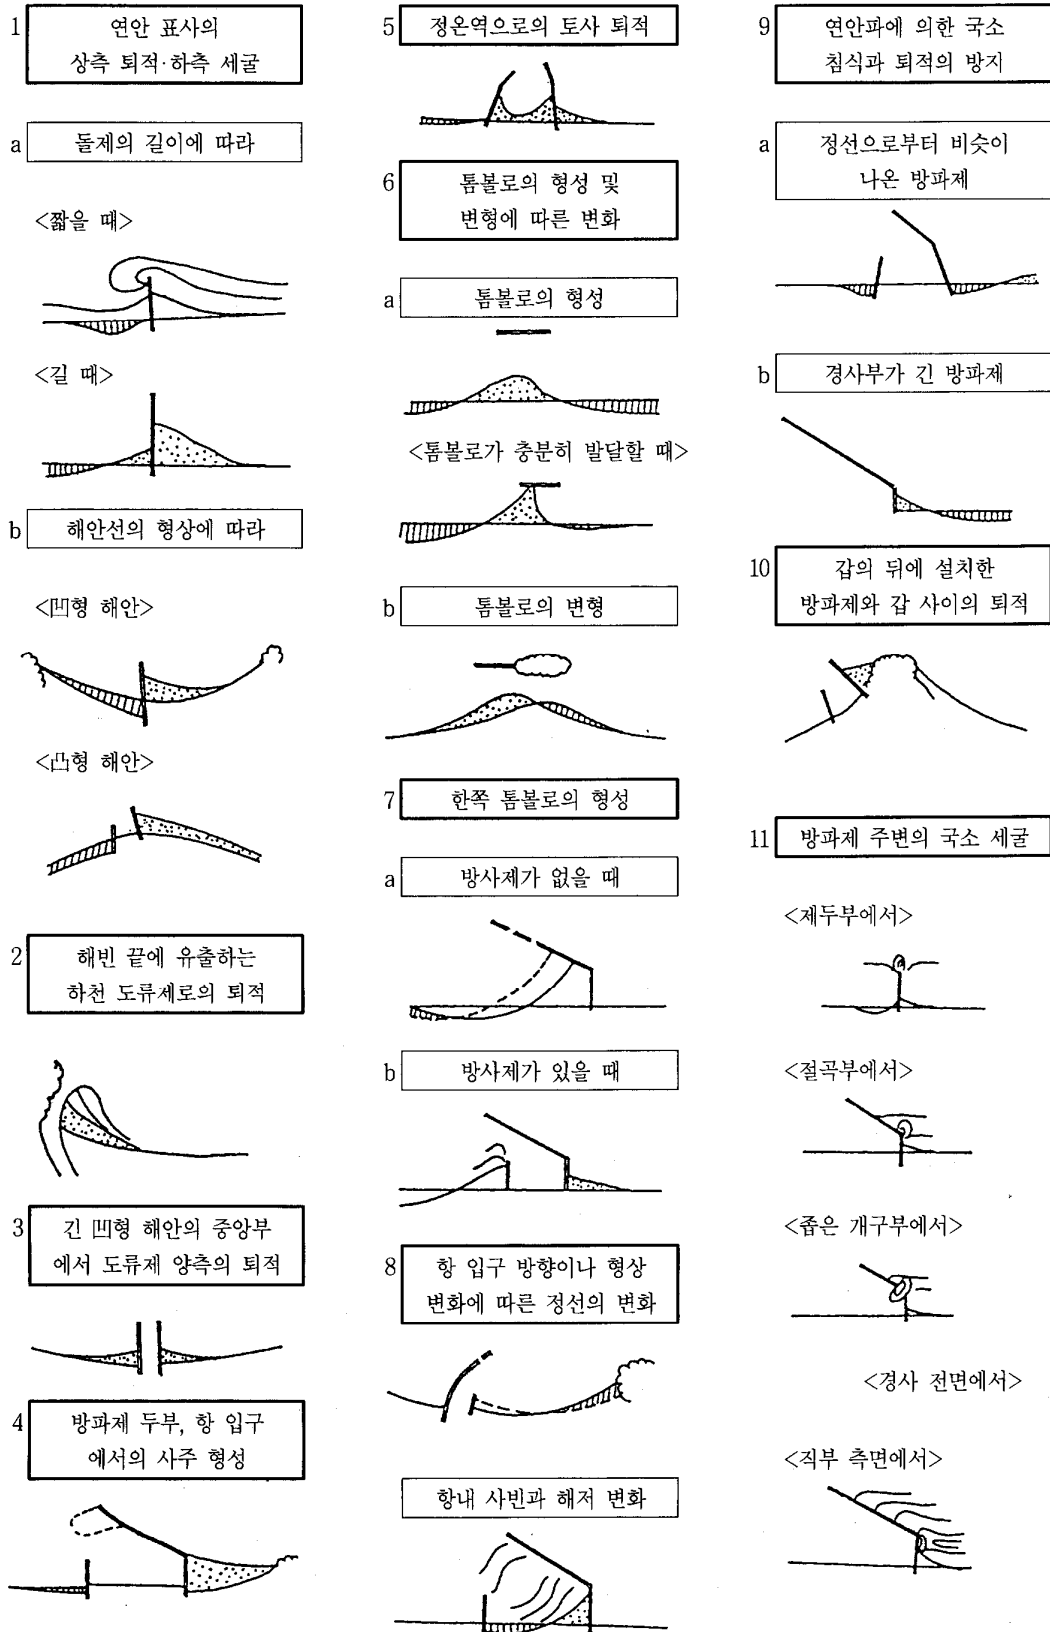 1
연안 표사의
상측 퇴적·하측 세굴
a
돌제의 길이에 따라
<짧을 때>
<길 때>
b
해안선의 형상에 따라
<凹형 해안>
<凸형 해안>
2
해빈 끝에 유출하는
하천 도류제로의 퇴적
3
긴 凹형 해안의 중앙부
에서 도류제 양측의 퇴적
4
방파제 두부, 항 입구
에서의 사주 형성
5
정온역으로의 토사 퇴적
6
톰볼로의 형성 및
변형에 따른 변화
a
톰볼로의 형성
<톰볼로가 충분히 발달할 때>
b
톰볼로의 변형
7
한쪽 톰볼로의 형성
a
방사제가 없을 때
b
방사제가 있을 때
8
항 입구 방향이나 형상
변화에 따른 정선의 변화
항내 사빈과 해저 변화
9
연안파에 의한 국소
침식과 퇴적의 방지
a
정선으로부터 비슷이
나온 방파제
b
경사부가 긴 방파제
10
갑의 뒤에 설치한
방파제와 갑 사이의 퇴적
11
방파제 주변의 국소 세굴
<제두부에서>
<절곡부에서>
<좁은 개구부에서>
<경사 전면에서>
<직부 측면에서>